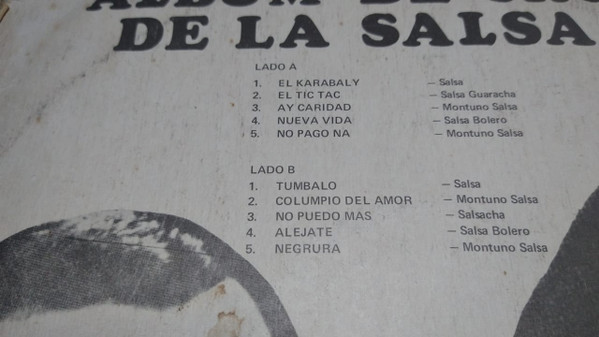 ALBUM DE
DE LA SALSA
LADO A
1. EL KARABALY – Salsa
2. EL TIC TAC – Salsa Guaracha
3. AY CARIDAD – Montuno Salsa
4. NUEVA VIDA – Salsa Bolero
5. NO PAGO NA – Montuno Salsa
LADO B
1. TUMBALO – Salsa
2. COLUMPIO DEL AMOR – Montuno Salsa
3. NO PUEDO MAS – Salsacha
4. ALEJATE – Salsa Bolero
5. NEGRURA – Montuno Salsa